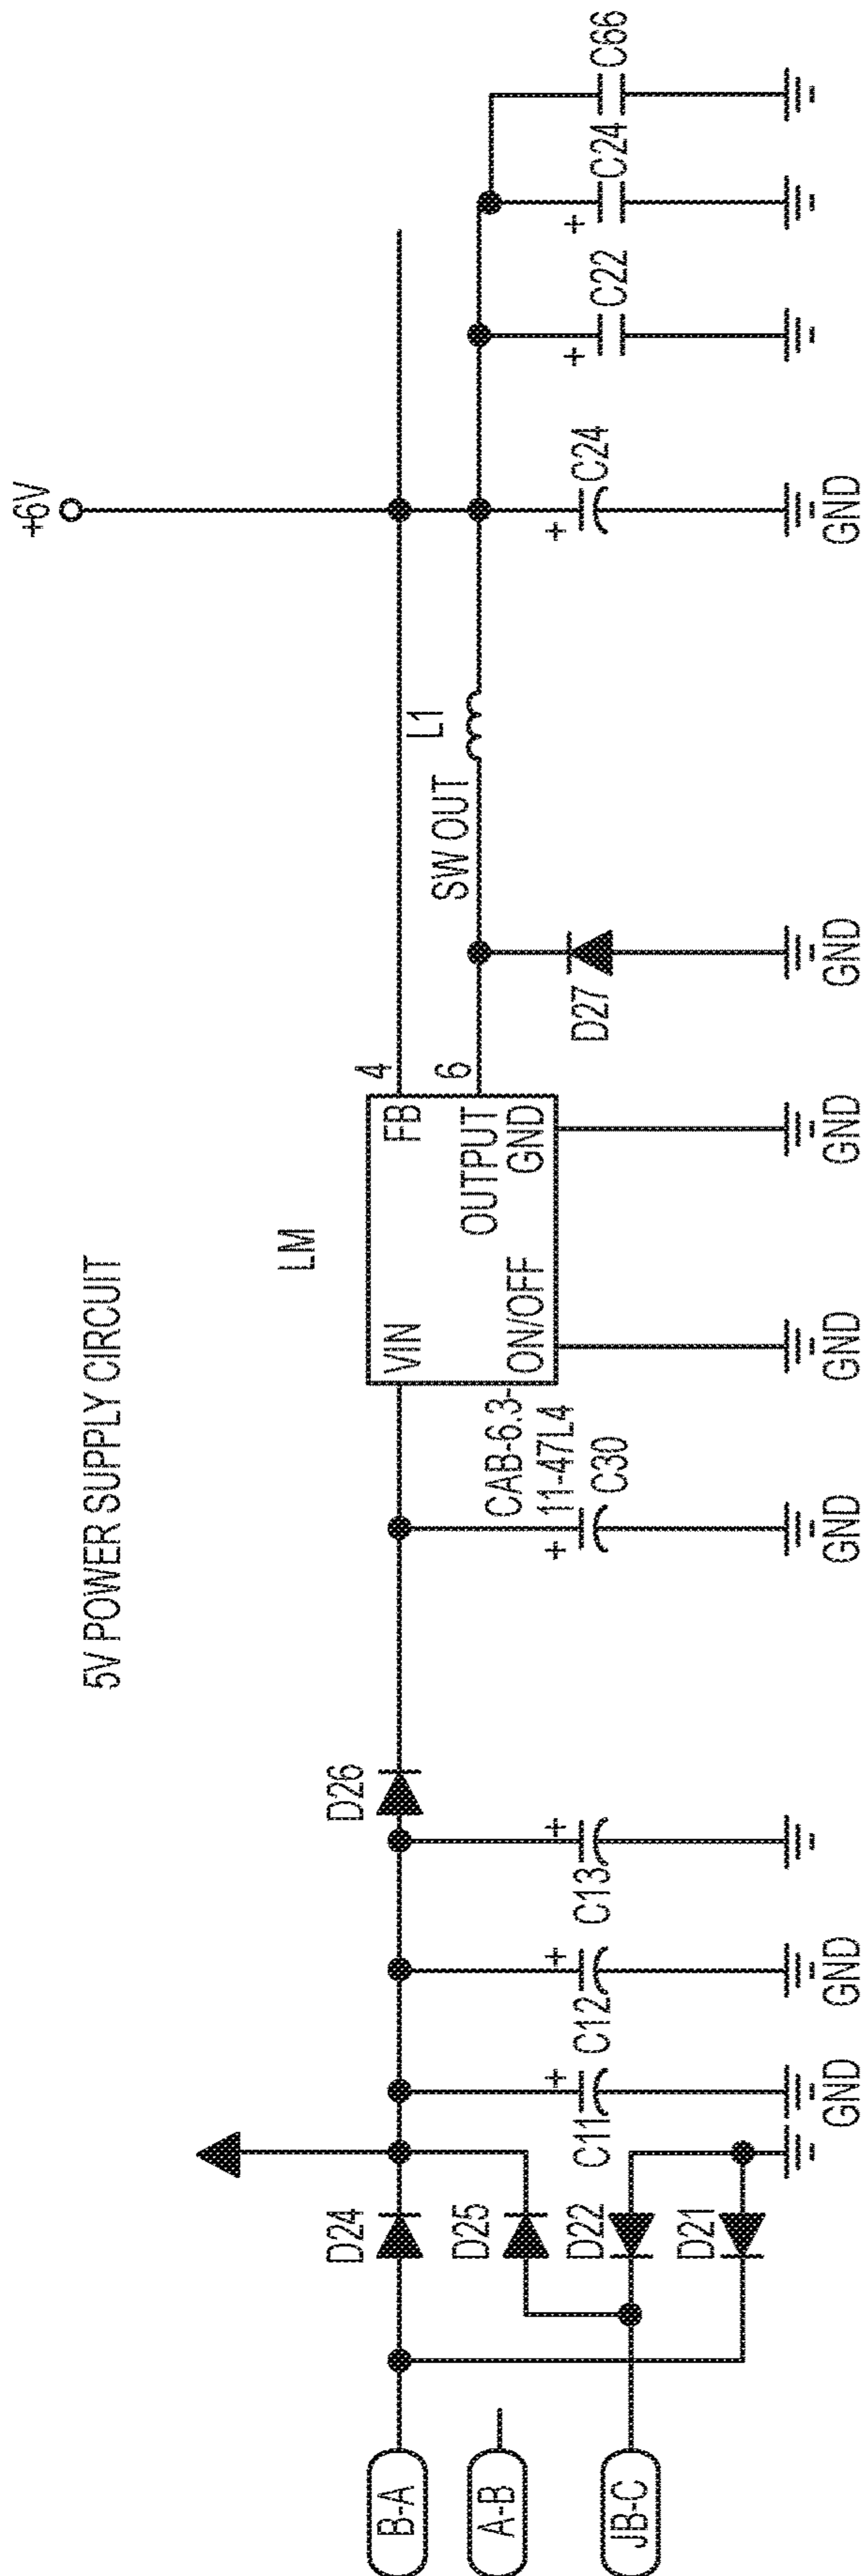 5V POWER SUPPLY CIRCUIT
B-A
A-B
JB-C
D24
D25
D22
D21
C11
GND
C12
GND
C13
D26
+
+
+
+
CAB-6.3-
11-47L4
C30
GND
LM
VIN
FB
OUTPUT
ON/OFF
GND
4
6
GND
GND
D27
GND
SW OUT
L1
+6V
+
C24
GND
+
C22
+
C24
C66